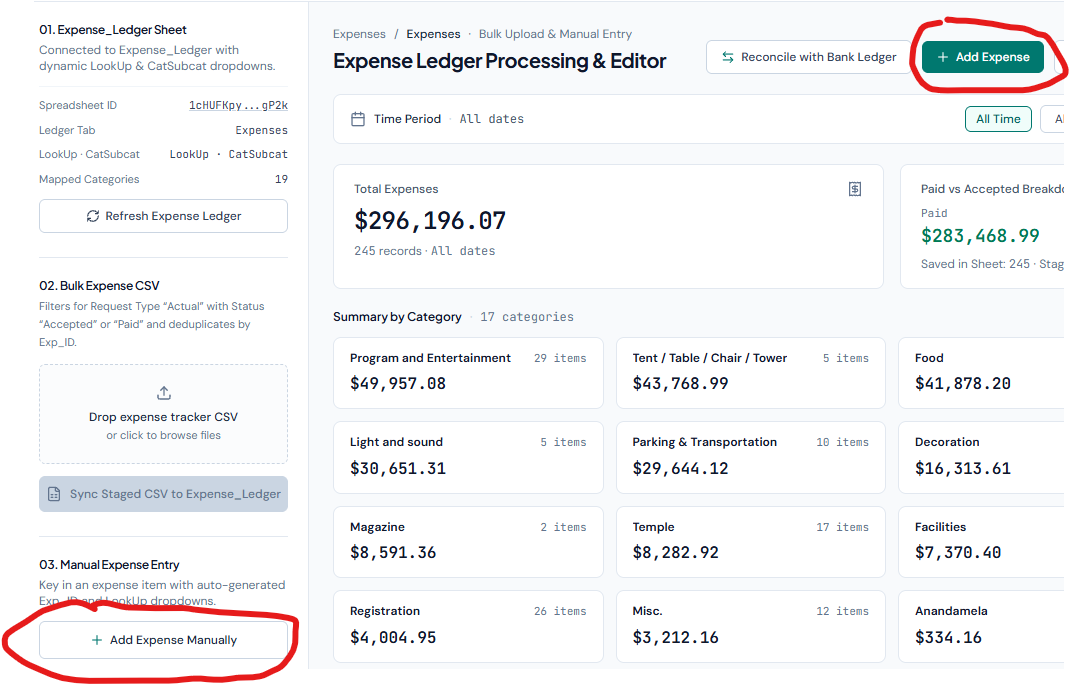 01. Expense_Ledger Sheet
Connected to Expense_Ledger with
dynamic LookUp & CatSubcat dropdowns.
Spreadsheet ID 1cHUFKpy...gP2k
Ledger Tab Expenses
LookUp · CatSubcat LookUp · CatSubcat
Mapped Categories 19
Refresh Expense Ledger
02. Bulk Expense CSV
Filters for Request Type “Actual” with Status
“Accepted” or “Paid” and deduplicates by
Exp_ID.
Drop expense tracker CSV
or click to browse files
Sync Staged CSV to Expense_Ledger
03. Manual Expense Entry
Key in an expense item with auto-generated
Exp_ID and LookUp dropdowns.
+ Add Expense Manually
Expenses / Expenses · Bulk Upload & Manual Entry
Expense Ledger Processing & Editor
Reconcile with Bank Ledger
+ Add Expense
Time Period · All dates
All Time
Total Expenses
$296,196.07
245 records · All dates
Paid vs Accepted
Paid
$283,468.99
Saved in Sheet: 245 ·
Summary by Category · 17 categories
Program and Entertainment 29 items
$49,957.08
Tent / Table / Chair / Tower 5 items
$43,768.99
Food
$41,878.20
Light and sound 5 items
$30,651.31
Parking & Transportation 10 items
$29,644.12
Decoration
$16,313.61
Magazine 2 items
$8,591.36
Temple 17 items
$8,282.92
Facilities
$7,370.40
Registration 26 items
$4,004.95
Misc. 12 items
$3,212.16
Anandamela
$334.16